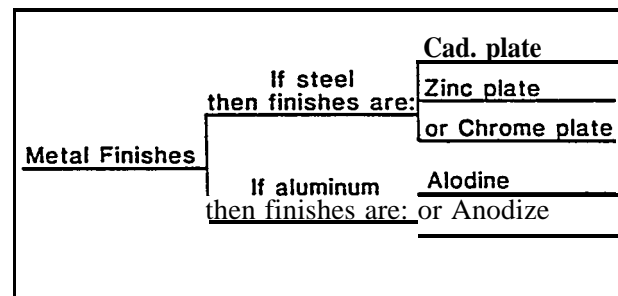 Cad. plate
If steel
then finishes are:
Zinc plate
or Chrome plate
Metal Finishes
If aluminum
then finishes are:
Alodine
or Anodize